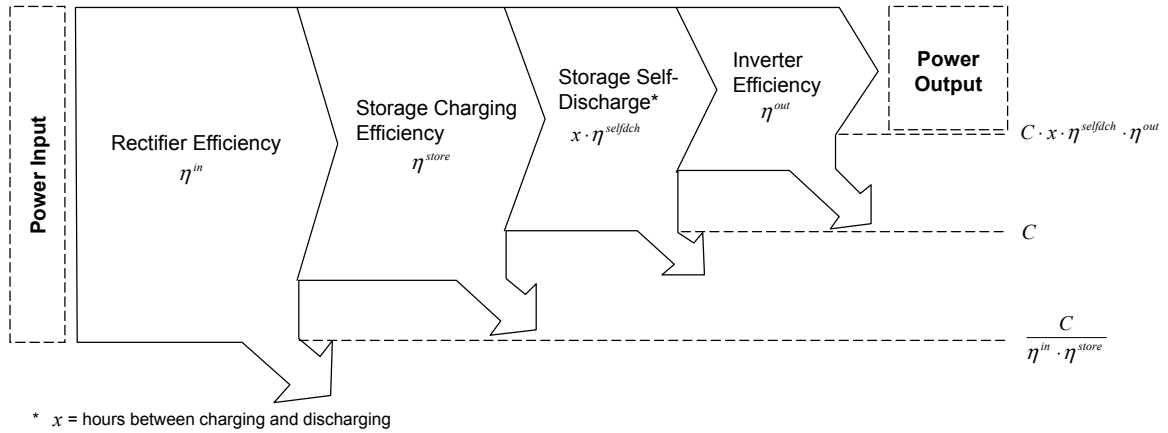 Power Input
Rectifier Efficiency
η^in
Storage Charging
Efficiency
η^store
Storage Self-
Discharge*
x · η^selfdch
Inverter
Efficiency
η^out
Power
Output
C · x · η^selfdch · η^out
C
C
η^in · η^store
* x = hours between charging and discharging